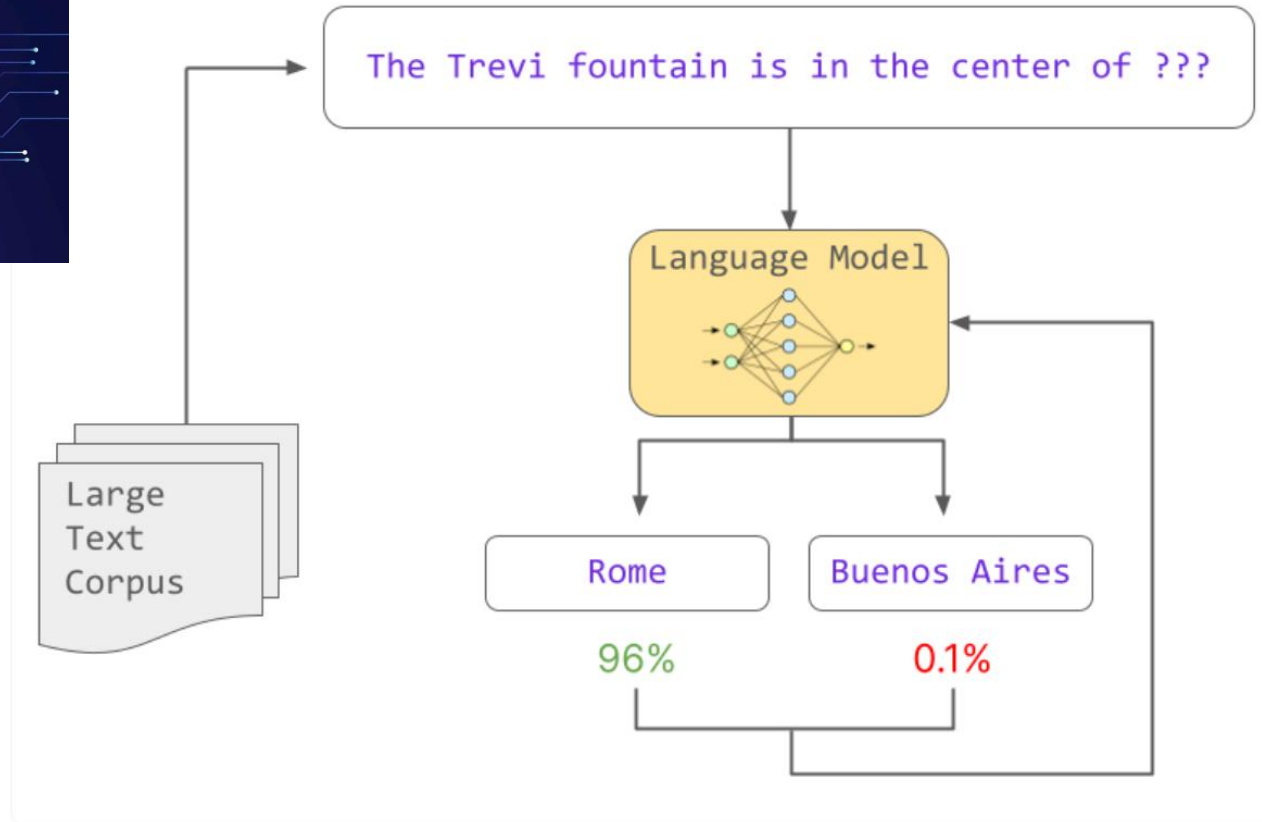 The Trevi fountain is in the center of ???
Language Model
Large
Text
Corpus
Rome
Buenos Aires
96%
0.1%